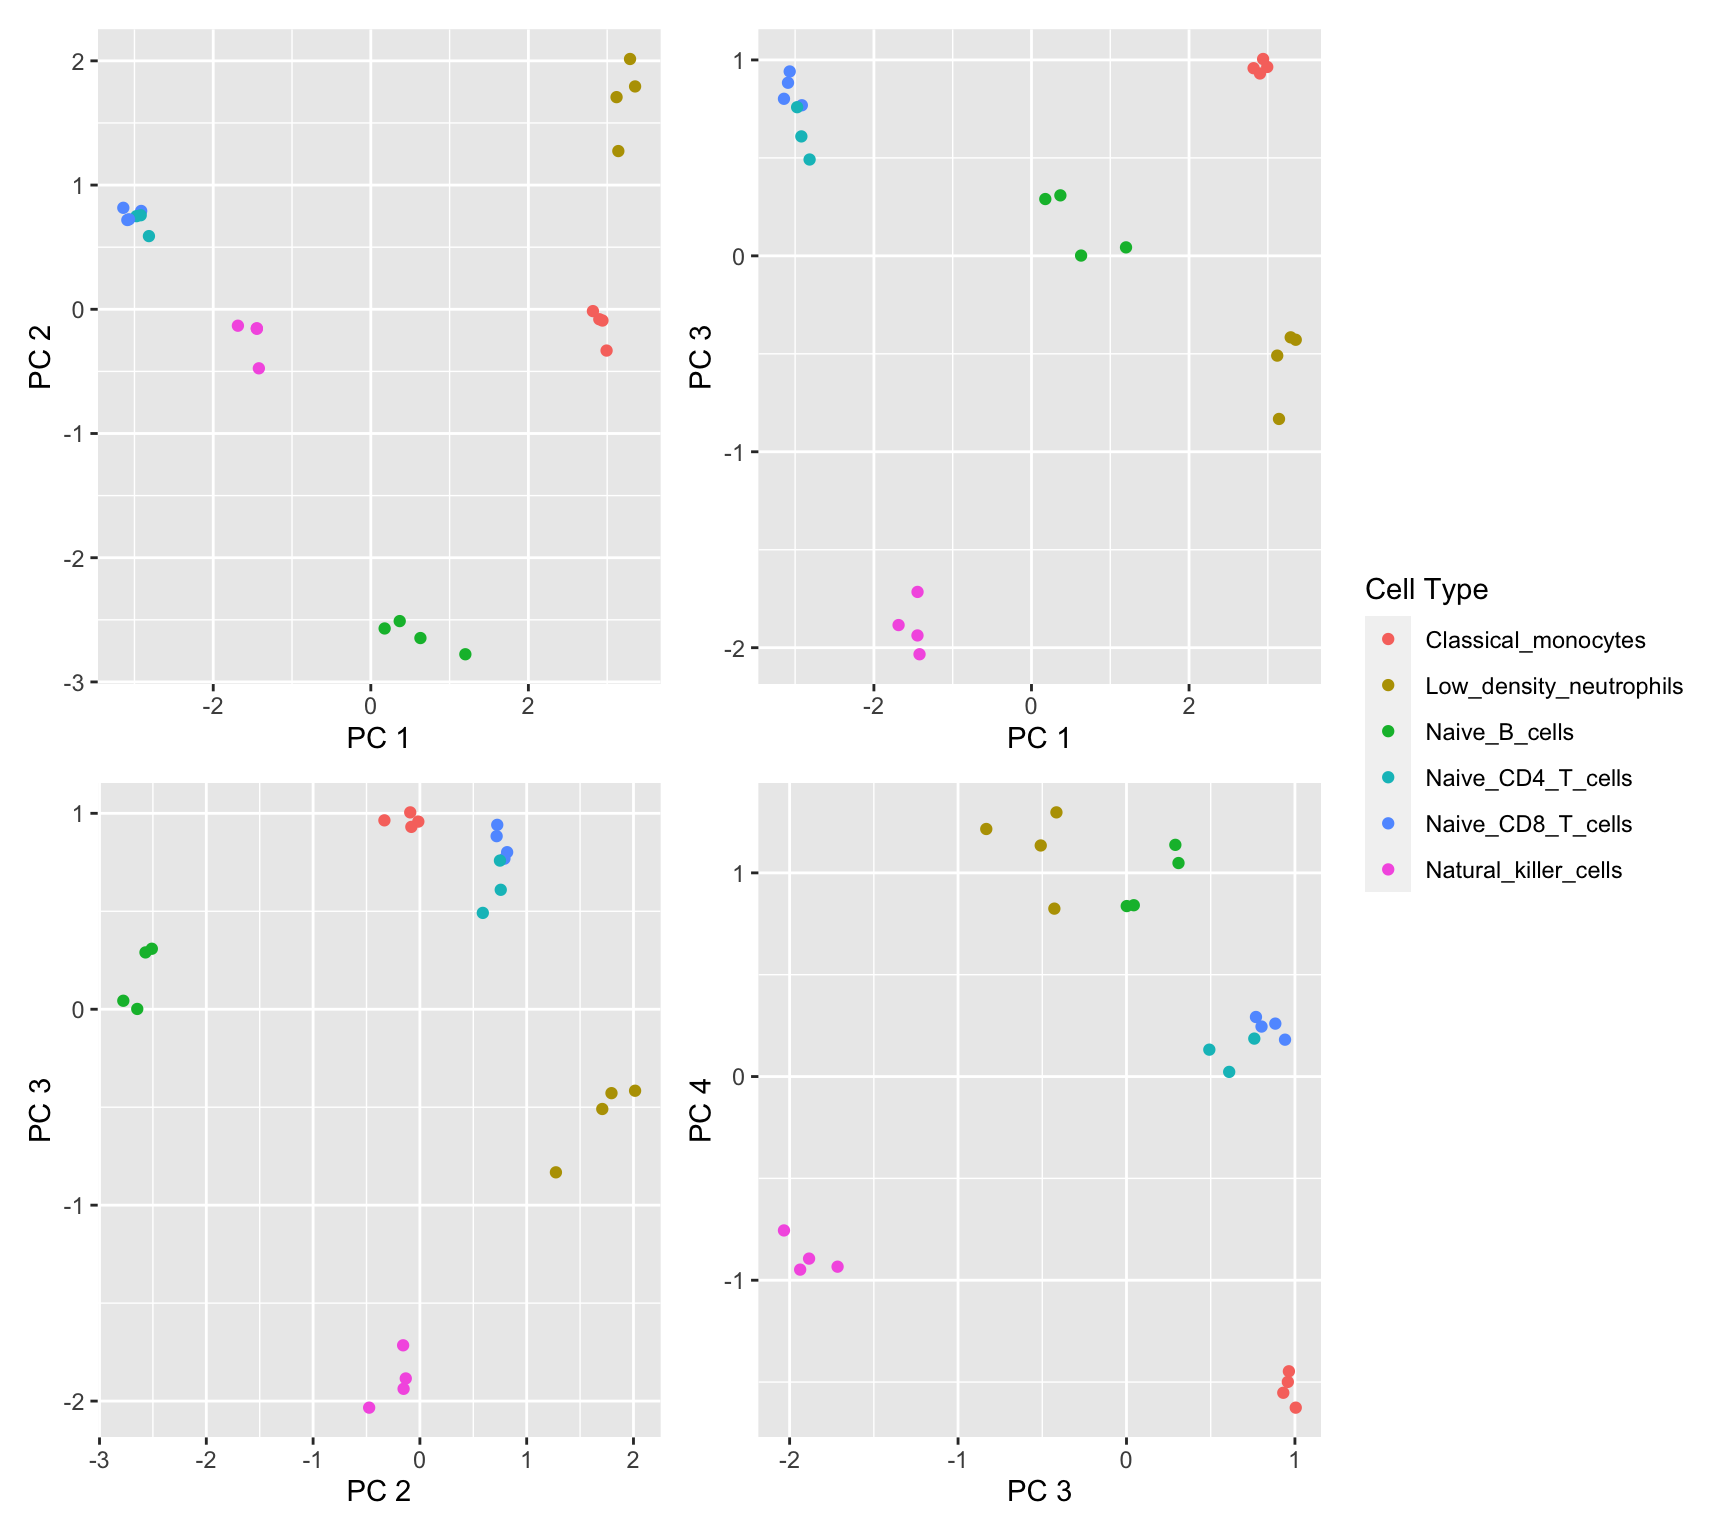 2
1
0
-1
-2
-3
PC 2
-2
0
2
PC 1
1
0
-1
-2
PC 3
-2
0
2
PC 1
1
0
-1
-2
PC 3
-3
-2
-1
0
1
2
PC 2
1
0
-1
PC 4
-2
-1
0
1
PC 3
Cell Type
Classical_monocytes
Low_density_neutrophils
Naive_B_cells
Naive_CD4_T_cells
Naive_CD8_T_cells
Natural_killer_cells